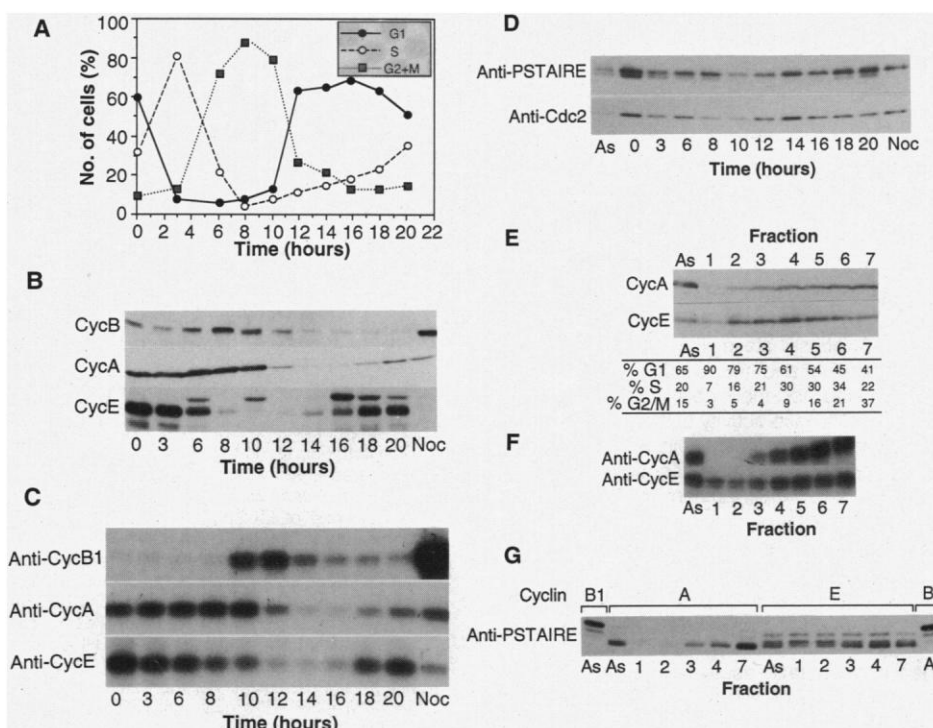 A
No. of cells (%)
100
80
60
40
20
0
G1
S
G2+M
0 2 4 6 8 10 12 14 16 18 20 22
Time (hours)
B
CycB
CycA
CycE
0 3 6 8 10 12 14 16 18 20 Noc
Time (hours)
C
Anti-CycB1
Anti-CycA
Anti-CycE
0 3 6 8 10 12 14 16 18 20 Noc
Time (hours)
D
Anti-PSTAIRE
Anti-Cdc2
As 0 3 6 8 10 12 14 16 18 20 Noc
Time (hours)
E
Fraction
As 1 2 3 4 5 6 7
CycA
CycE
As 1 2 3 4 5 6 7
% G1 65 90 79 75 61 54 45 41
% S 20 7 16 21 30 30 34 22
% G2/M 15 3 5 4 9 16 21 37
F
Anti-CycA
Anti-CycE
As 1 2 3 4 5 6 7
Fraction
G
Cyclin B1 A E B
Anti-PSTAIRE
As As 1 2 3 4 7 As 1 2 3 4 7 A
Fraction